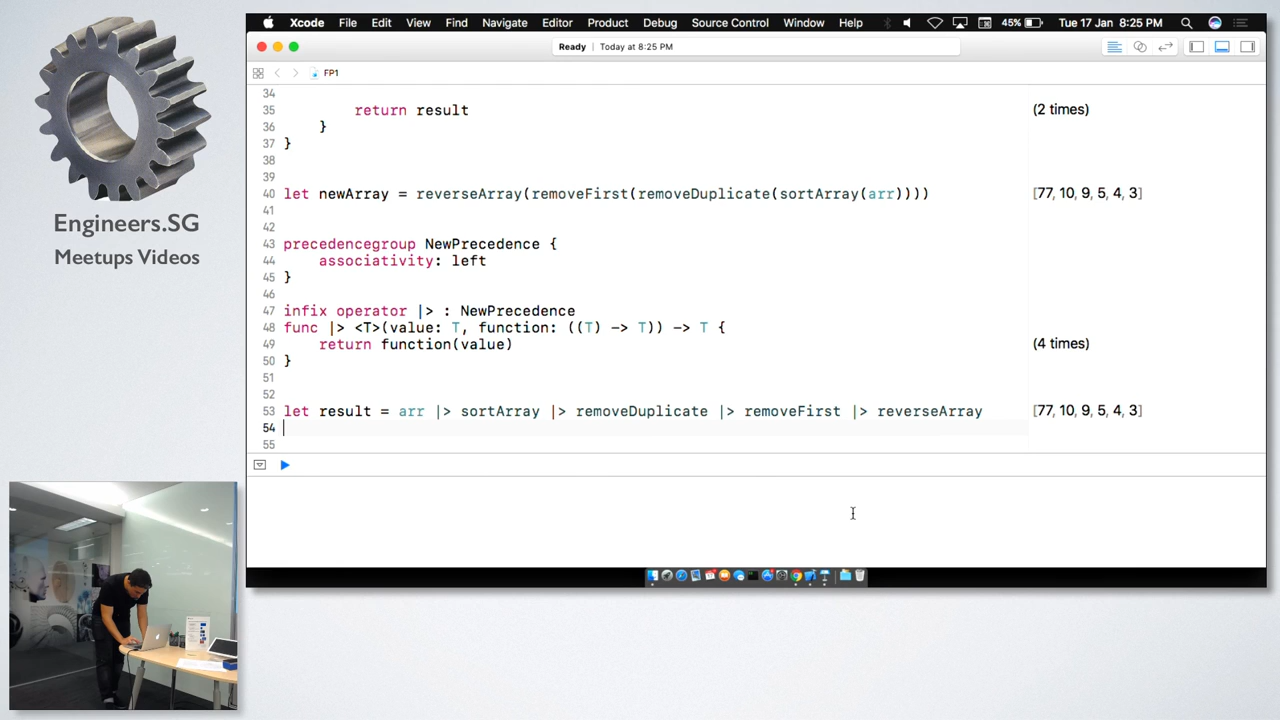 Xcode File Edit View Find Navigate Editor Product Debug Source Control Window Help 45% Tue 17 Jan 8:25 PM
Ready | Today at 8:25 PM
FP1
34
35 return result (2 times)
36 }
37 }
38
39
40 let newArray = reverseArray(removeFirst(removeDuplicate(sortArray(arr)))) [77, 10, 9, 5, 4, 3]
41
42
43 precedencegroup NewPrecedence {
44 associativity: left
45 }
46
47 infix operator |> : NewPrecedence
48 func |> <T>(value: T, function: ((T) -> T)) -> T {
49 return function(value) (4 times)
50 }
51
52
53 let result = arr |> sortArray |> removeDuplicate |> removeFirst |> reverseArray [77, 10, 9, 5, 4, 3]
54
55
Engineers.SG
Meetups Videos